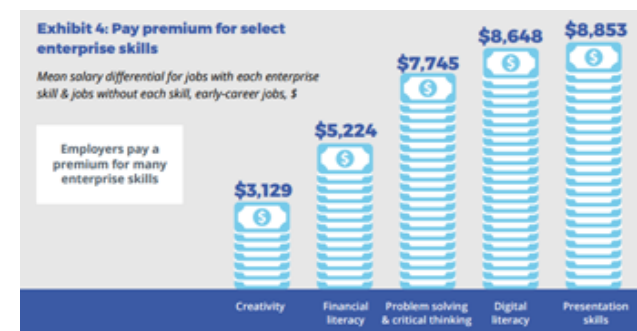 Exhibit 4: Pay premium for select
enterprise skills
Mean salary differential for jobs with each enterprise
skill & jobs without each skill, early-career jobs, $
Employers pay a
premium for many
enterprise skills
$3,129
$5,224
$7,745
$8,648
$8,853
$
$
$
$
$
Creativity
Financial
literacy
Problem solving
& critical thinking
Digital
literacy
Presentation
skills